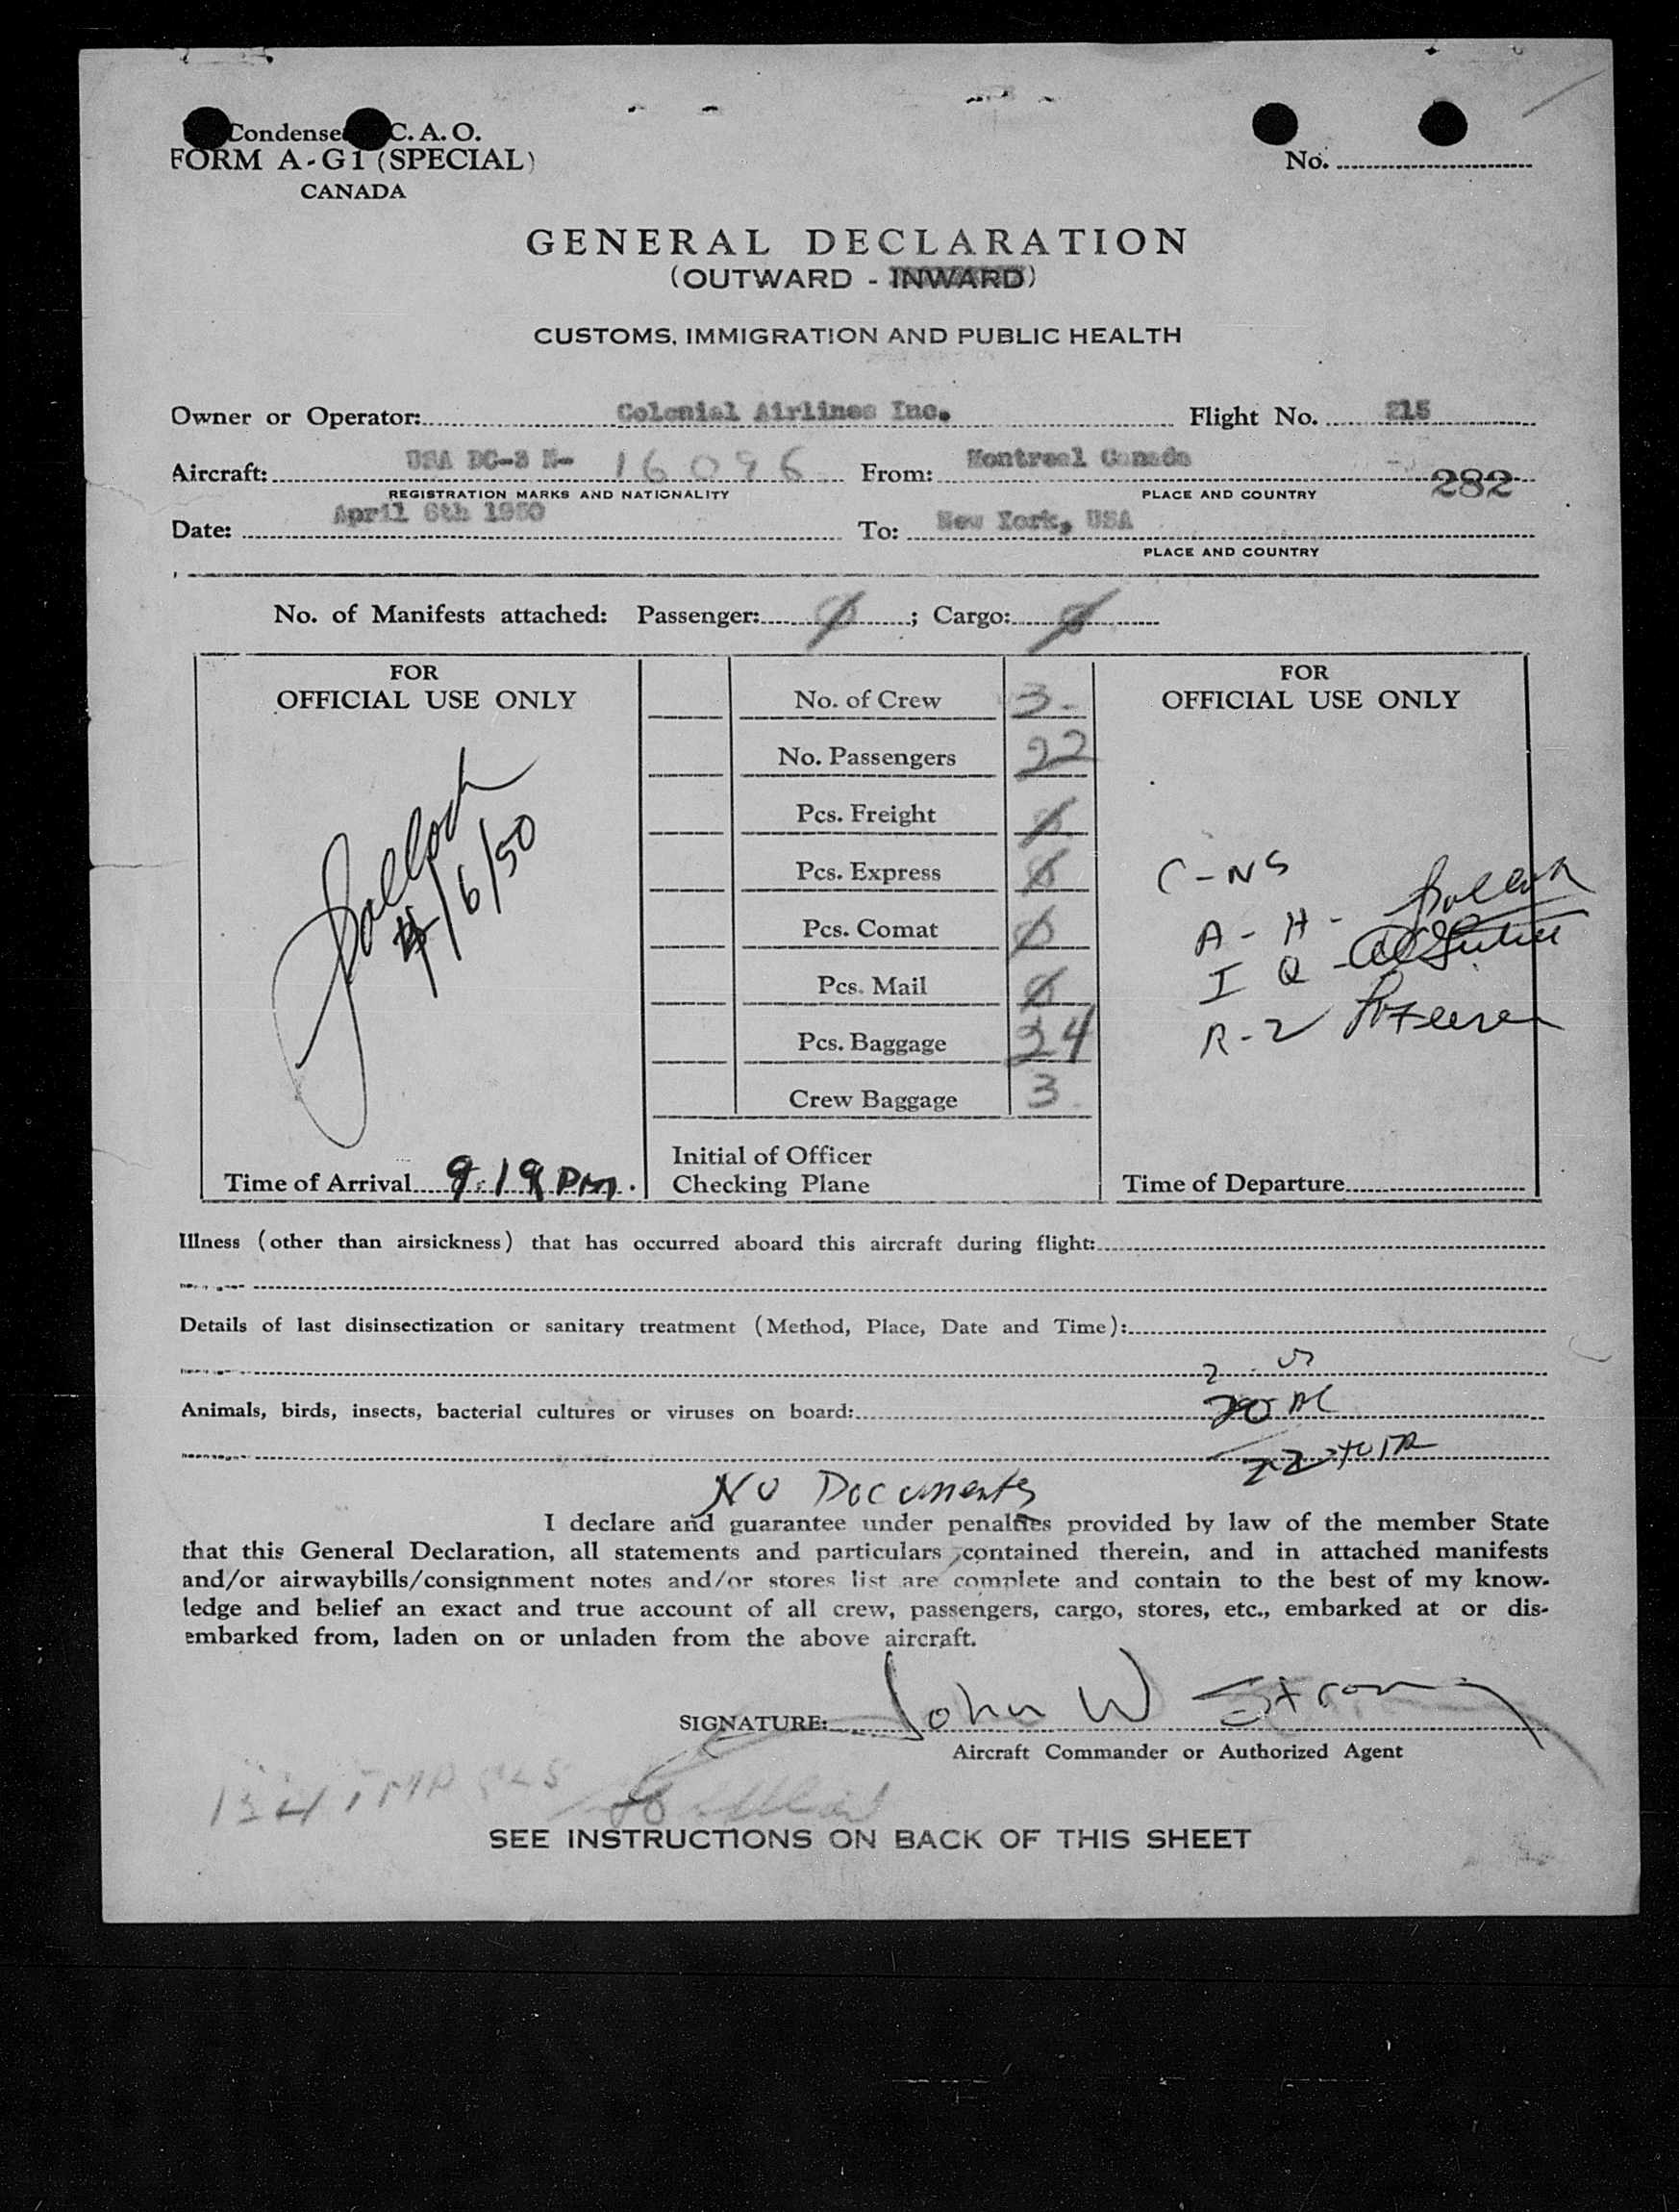 Condense C. A. O.
FORM A-G1 (SPECIAL)
CANADA
No.
GENERAL DECLARATION
(OUTWARD - INWARD)
CUSTOMS, IMMIGRATION AND PUBLIC HEALTH
Owner or Operator: Colonial Airlines Inc. Flight No. 215
Aircraft: USA DC-3 N- 16096 From: Montreal Canada 282
REGISTRATION MARKS AND NATIONALITY PLACE AND COUNTRY
Date: April 6th 1950 To: New York, USA
PLACE AND COUNTRY
No. of Manifests attached: Passenger: 0 ; Cargo: 0
FOR
OFFICIAL USE ONLY
4/6/50
Time of Arrival 9:19 PM.
No. of Crew 3
No. Passengers 22
Pcs. Freight 0
Pcs. Express 0
Pcs. Comat 0
Pcs. Mail 0
Pcs. Baggage 34
Crew Baggage 3
Initial of Officer
Checking Plane
FOR
OFFICIAL USE ONLY
C - NS
A - H -
I Q -
R - 2
Time of Departure
Illness (other than airsickness) that has occurred aboard this aircraft during flight:
Details of last disinsectization or sanitary treatment (Method, Place, Date and Time):
2
Animals, birds, insects, bacterial cultures or viruses on board: 20
22
No Documents
I declare and guarantee under penalties provided by law of the member State
that this General Declaration, all statements and particulars contained therein, and in attached manifests
and/or airwaybills/consignment notes and/or stores list are complete and contain to the best of my know-
ledge and belief an exact and true account of all crew, passengers, cargo, stores, etc., embarked at or dis-
embarked from, laden on or unladen from the above aircraft.
SIGNATURE: John W Strong
Aircraft Commander or Authorized Agent
SEE INSTRUCTIONS ON BACK OF THIS SHEET